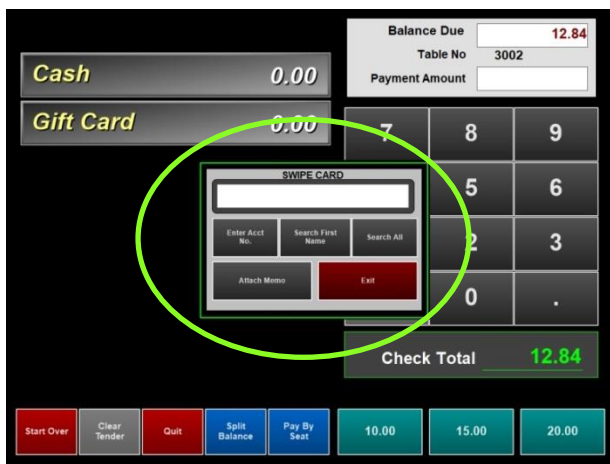 Balance Due 12.84
Table No 3002
Payment Amount
Cash 0.00
Gift Card 0.00
7 8 9
SWIPE CARD
5 6
Enter Acct No.
Search First Name
Search All
2 3
Attach Memo
Exit
0 .
Check Total 12.84
Start Over
Clear Tender
Quit
Split Balance
Pay By Seat
10.00
15.00
20.00